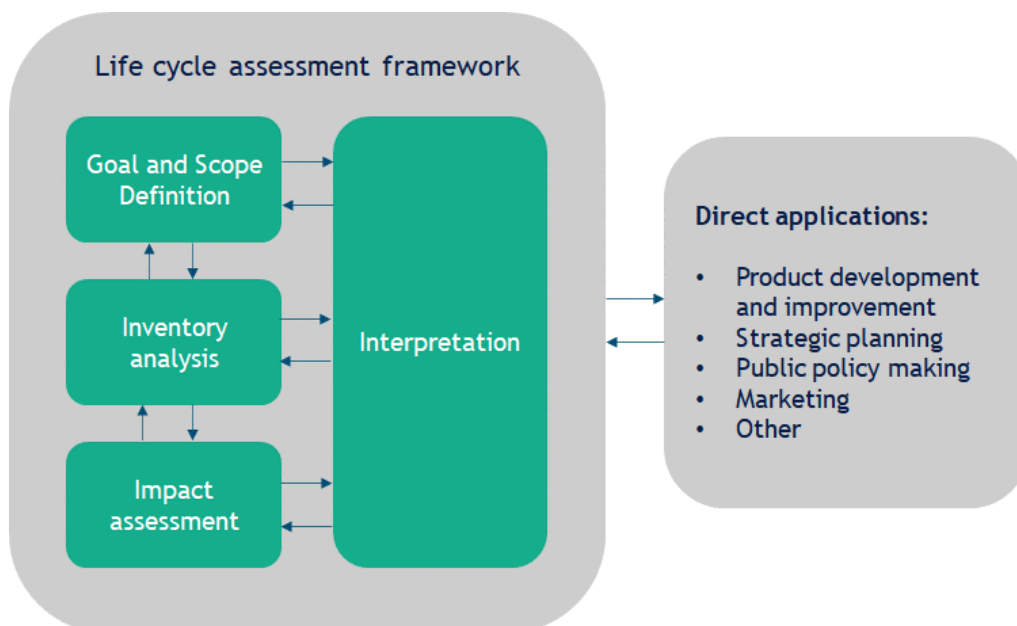 Life cycle assessment framework
Goal and Scope
Definition
Inventory
analysis
Impact
assessment
Interpretation
Direct applications:
• Product development
and improvement
• Strategic planning
• Public policy making
• Marketing
• Other